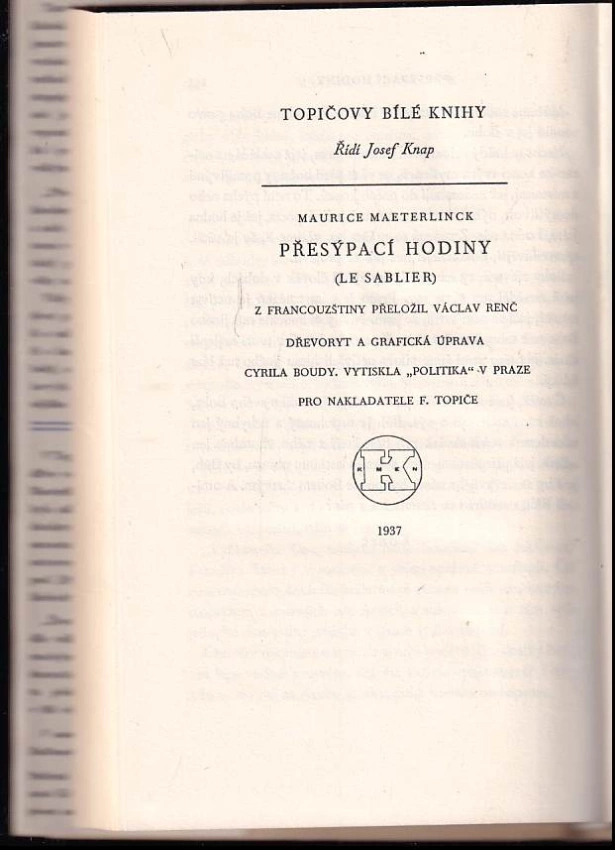 TOPIČOVY BÍLÉ KNIHY
Řídí Josef Knap
MAURICE MAETERLINCK
PŘESÝPACÍ HODINY
(LE SABLIER)
Z FRANCOUZŠTINY PŘELOŽIL VÁCLAV RENČ
DŘEVORYT A GRAFICKÁ ÚPRAVA
CYRILA BOUDY. VYTISKLA „POLITIKA“ V PRAZE
PRO NAKLADATELE F. TOPIČE
K
1937